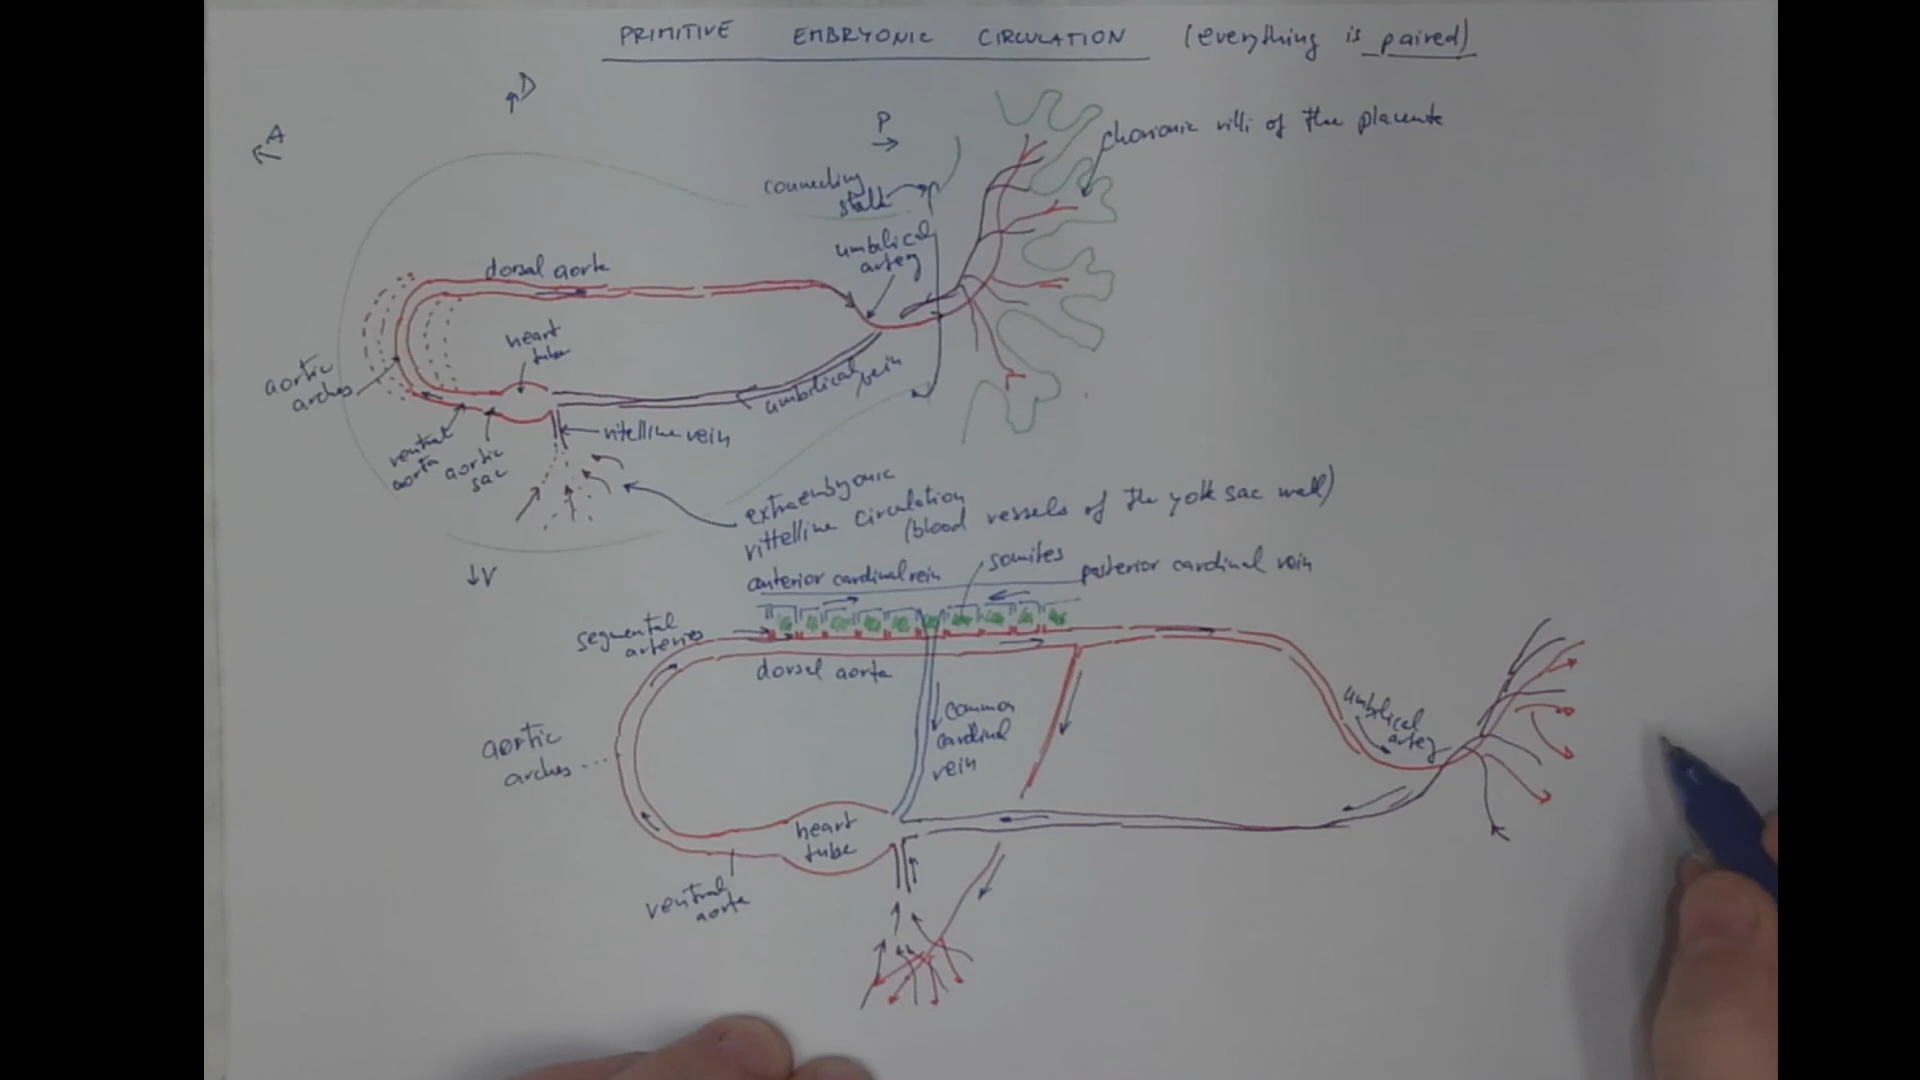 PRIMITIVE EMBRYONIC CIRCULATION (everything is paired)
D
A
P
chorionic villi of the placenta
connecting
stalk
umbilical
artery
dorsal aorta
heart
tube
aortic
arches
umbilical vein
ventral
aorta
aortic
sac
vitelline vein
extraembryonic
vittelline circulation
(blood vessels of the yolk sac wall)
V
anterior cardinal vein
somites
posterior cardinal vein
segmental
arteries
dorsal aorta
common
cardinal
vein
umbilical
artery
aortic
arches
heart
tube
ventral
aorta